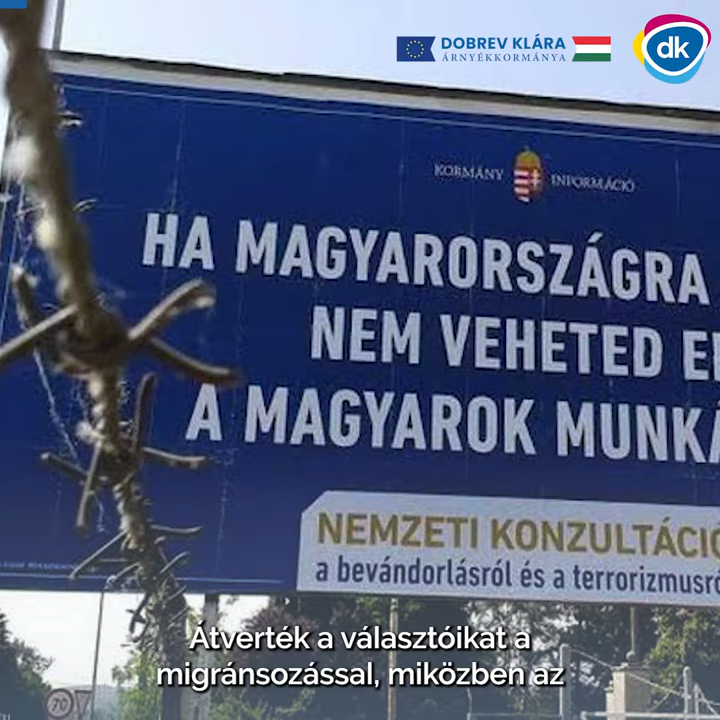 DOBREV KLÁRA
ÁRNYÉKKORMÁNYA
dk
KORMÁNY INFORMÁCIÓ
HA MAGYARORSZÁGRA
NEM VEHETED
A MAGYAROK
NEMZETI
a bevándorlásról és a
70
Átverték a választóikat a
migránsozással, miközben az